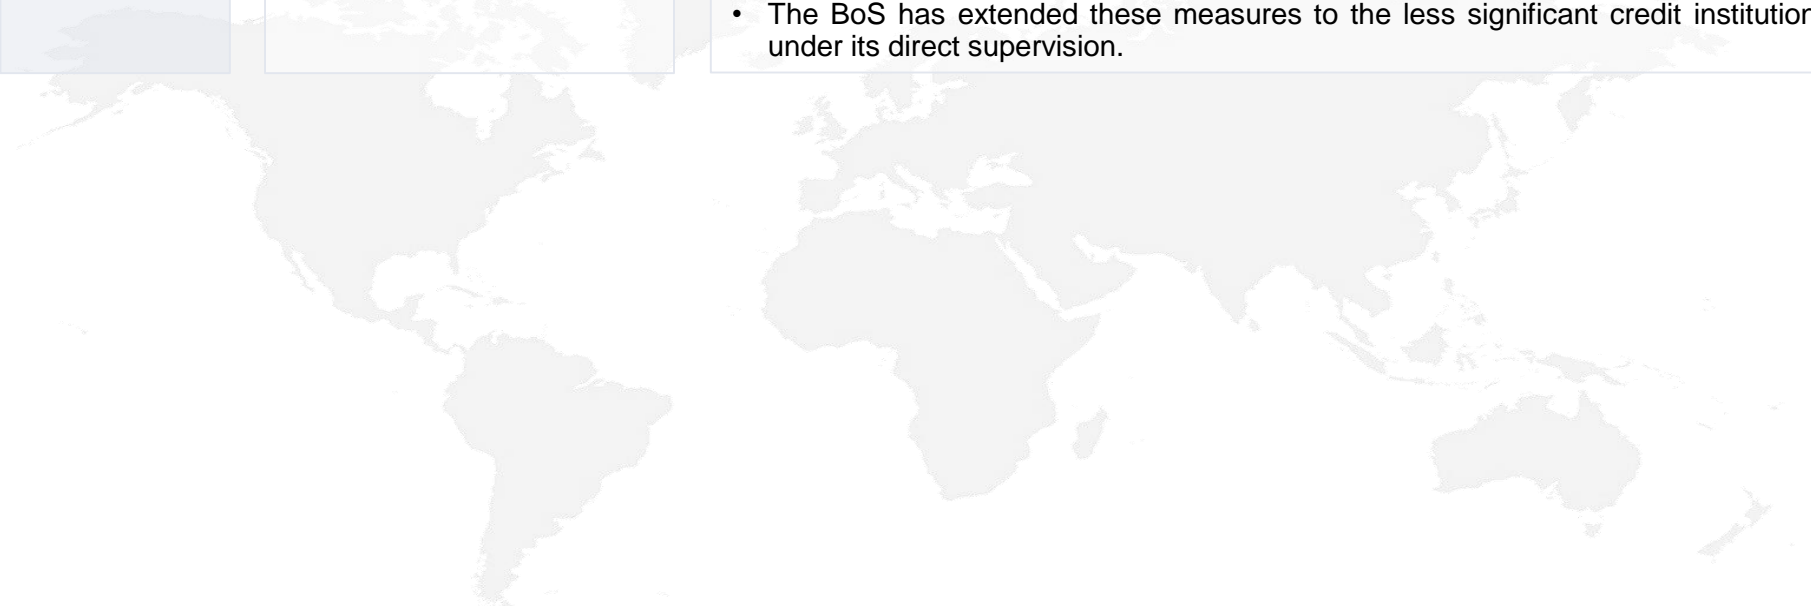 • The BoS has extended these measures to the less significant credit institution
under its direct supervision.